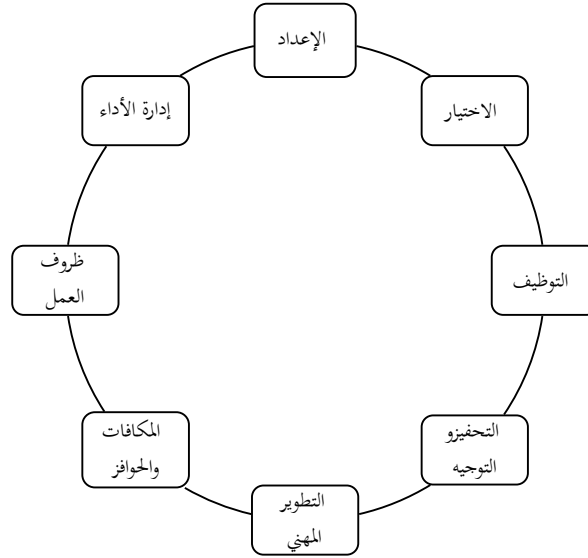 الإعداد
الاختيار
التوظيف
التحفيزو
التوجيه
التطوير
المهني
المكافات
والحوافز
ظروف
العمل
إدارة الأداء